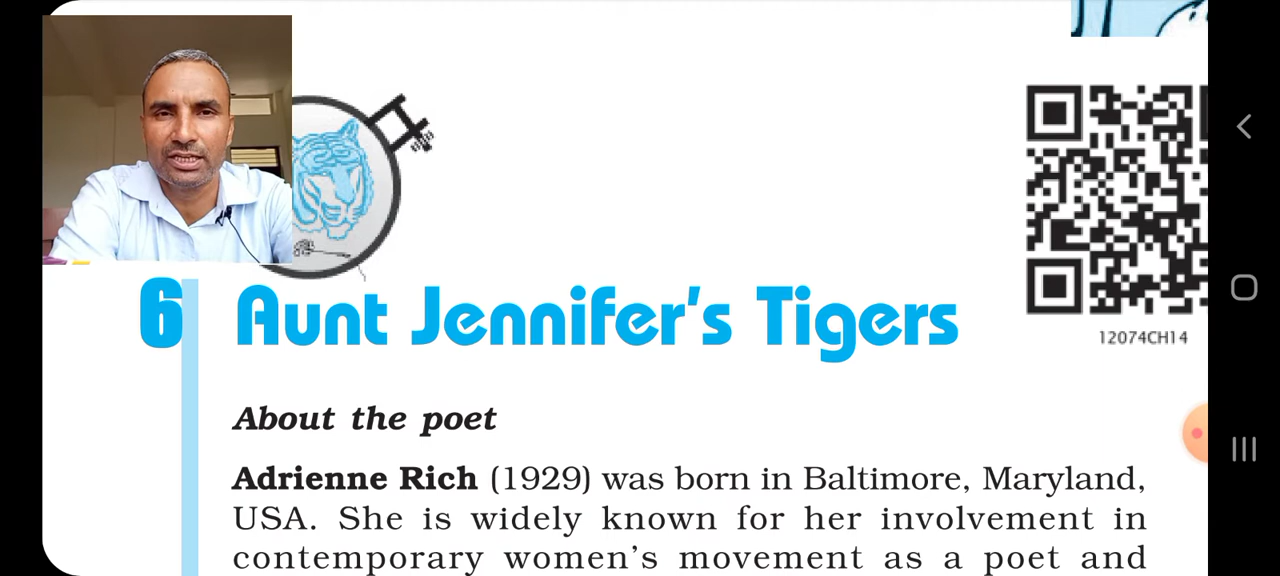 6 Aunt Jennifer's Tigers
12074CH14
About the poet
Adrienne Rich (1929) was born in Baltimore, Maryland,
USA. She is widely known for her involvement in
contemporary women's movement as a poet and